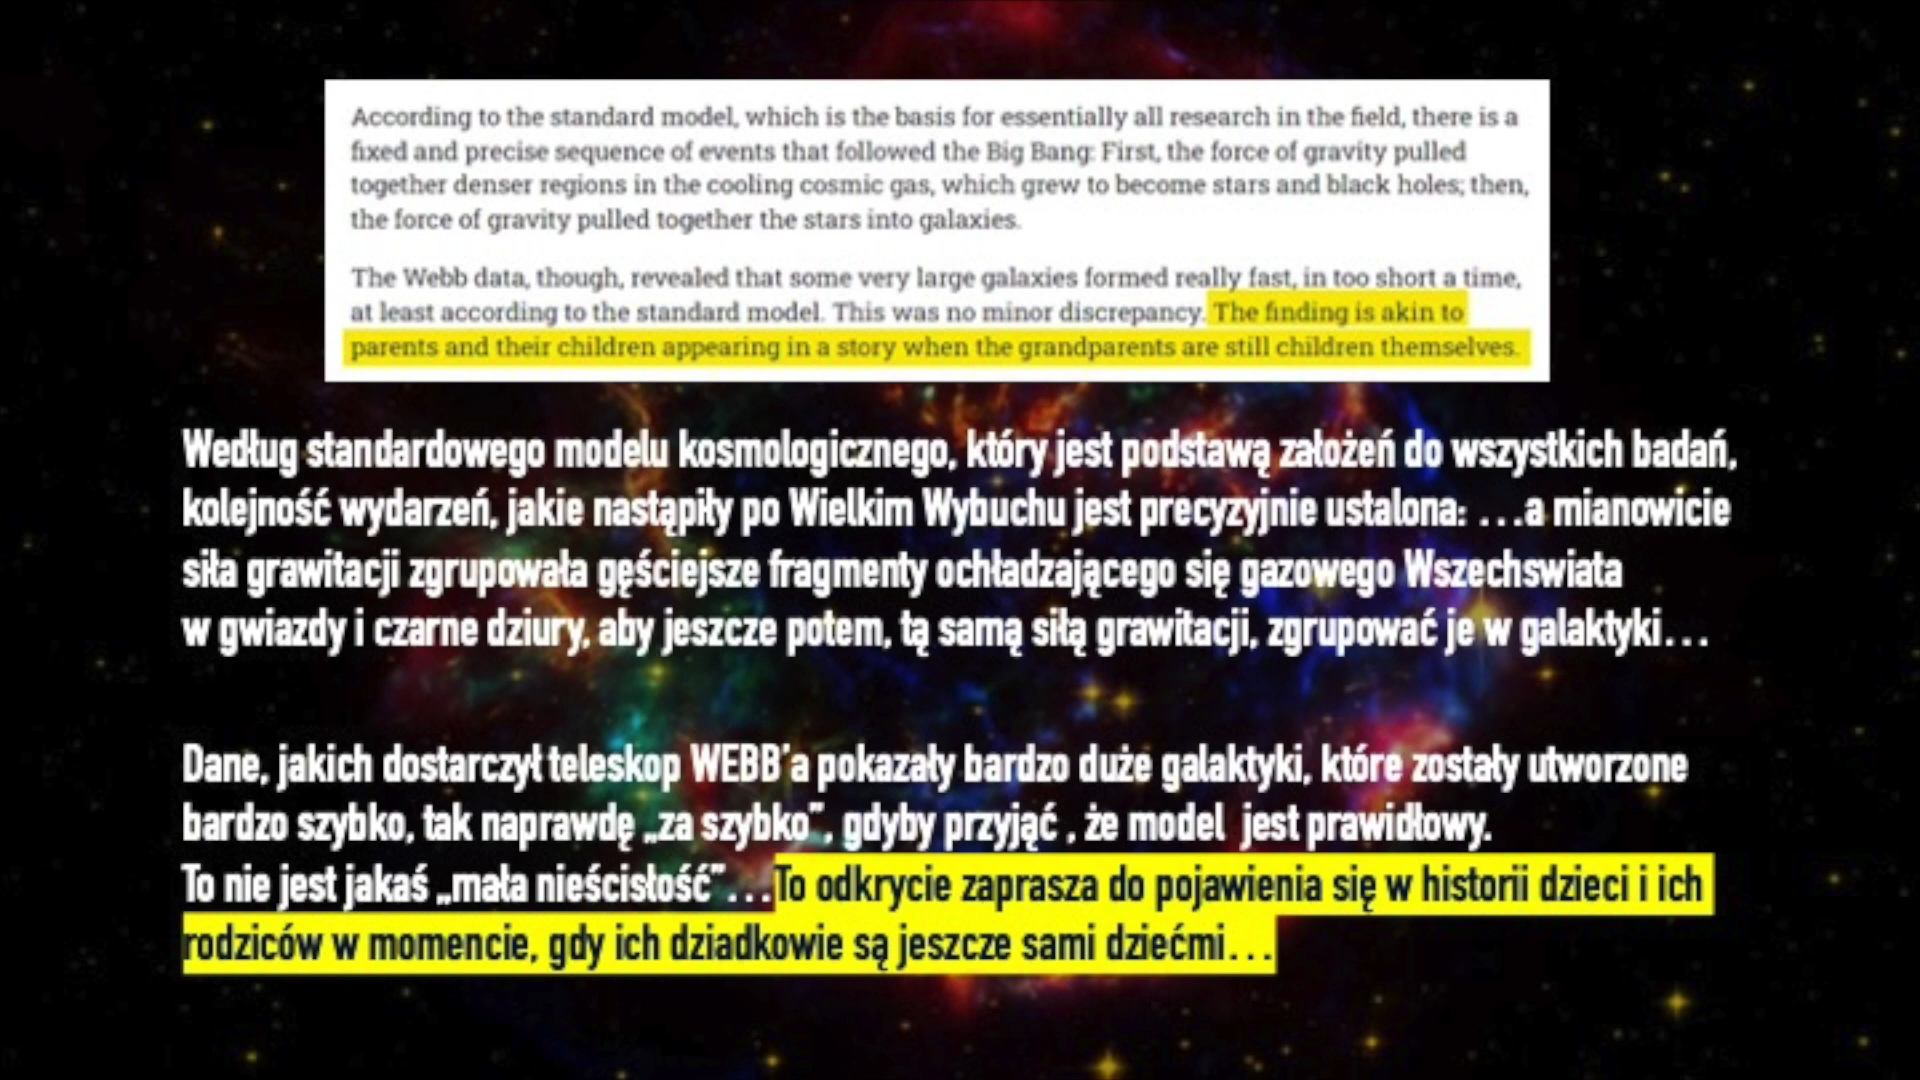 According to the standard model, which is the basis for essentially all research in the field, there is a
fixed and precise sequence of events that followed the Big Bang: First, the force of gravity pulled
together denser regions in the cooling cosmic gas, which grew to become stars and black holes; then,
the force of gravity pulled together the stars into galaxies.
The Webb data, though, revealed that some very large galaxies formed really fast, in too short a time,
at least according to the standard model. This was no minor discrepancy. The finding is akin to
parents and their children appearing in a story when the grandparents are still children themselves.
Według standardowego modelu kosmologicznego, który jest podstawą założeń do wszystkich badań,
kolejność wydarzeń, jakie nastąpiły po Wielkim Wybuchu jest precyzyjnie ustalona: ...a mianowicie
siła grawitacji zgrupowała gęściejsze fragmenty ochładzającego się gazowego Wszechswiata
w gwiazdy i czarne dziury, aby jeszcze potem, tą samą siłą grawitacji, zgrupować je w galaktyki...
Dane, jakich dostarczył teleskop WEBB'a pokazały bardzo duże galaktyki, które zostały utworzone
bardzo szybko, tak naprawdę „za szybko”, gdyby przyjąć , że model jest prawidłowy.
To nie jest jakaś „mała nieścisłość”...To odkrycie zaprasza do pojawienia się w historii dzieci i ich
rodziców w momencie, gdy ich dziadkowie są jeszcze sami dziećmi...